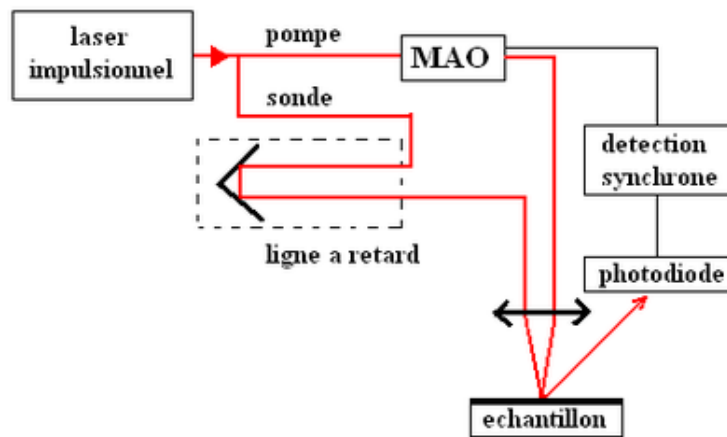 laser
impulsionnel
pompe
MAO
sonde
detection
synchrone
ligne a retard
photodiode
echantillon